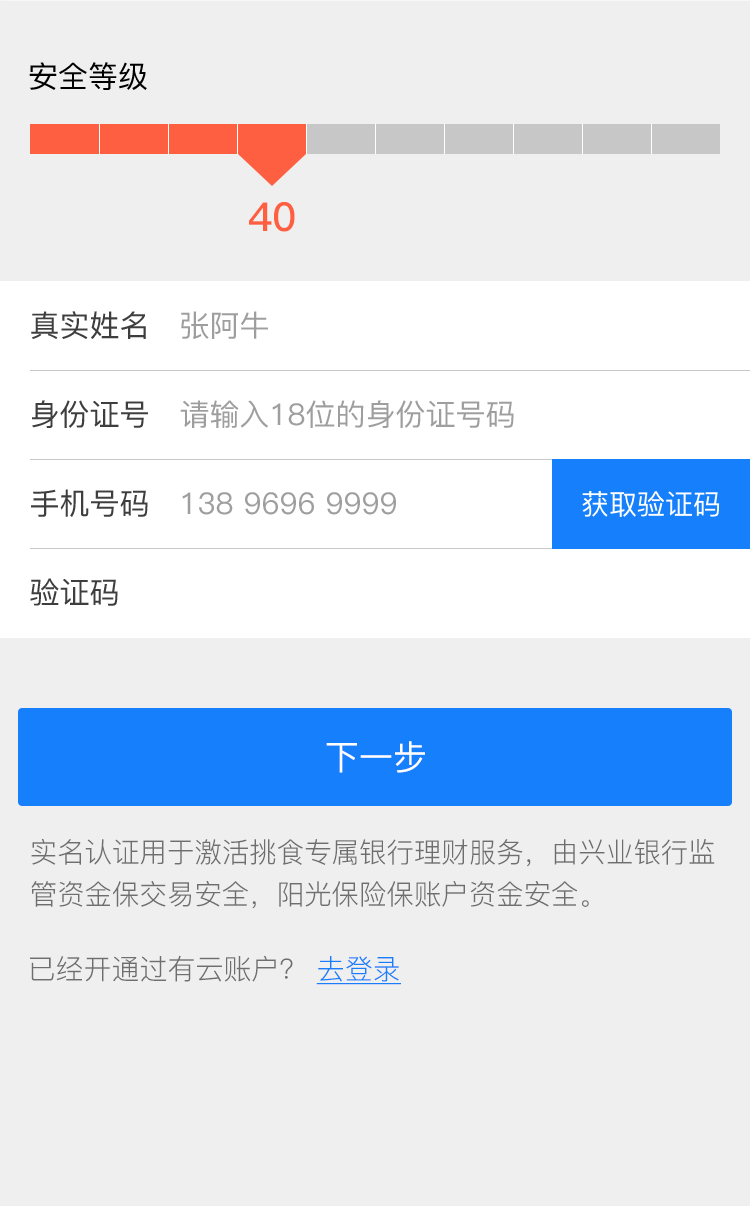 安全等级
40
真实姓名 张阿牛
身份证号 请输入18位的身份证号码
手机号码 138 9696 9999 获取验证码
验证码
下一步
实名认证用于激活挑食专属银行理财服务，由兴业银行监
管资金保交易安全，阳光保险保账户资金安全。
已经开通过有云账户？ 去登录